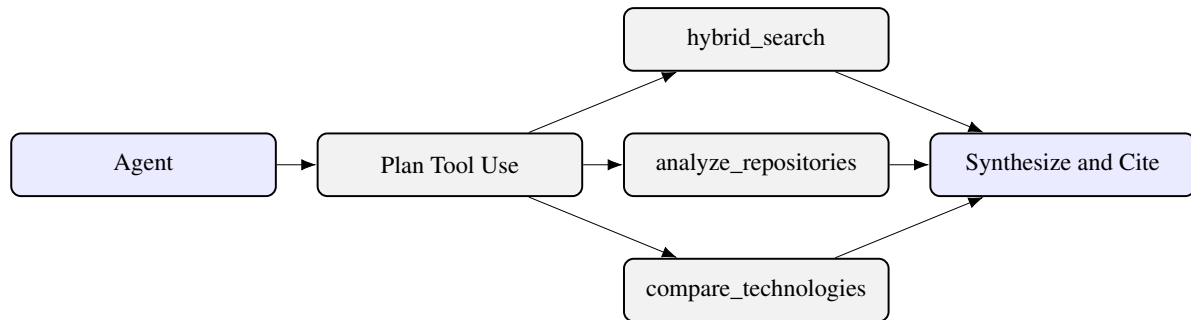 hybrid_search
Agent
Plan Tool Use
analyze_repositories
Synthesize and Cite
compare_technologies